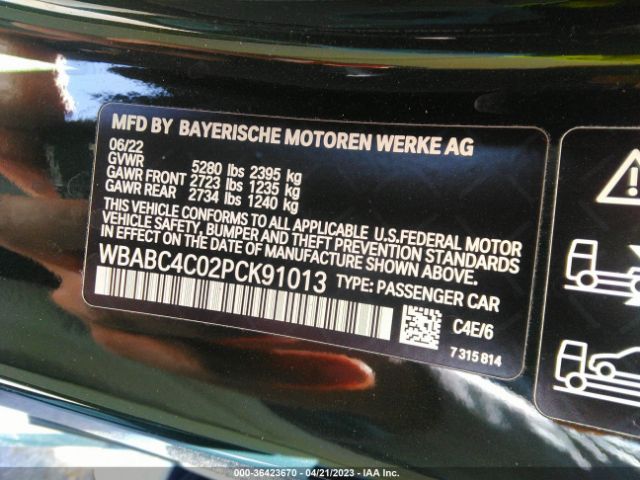 MFD BY BAYERISCHE MOTOREN WERKE AG
06/22
GVWR 5280 lbs 2395 kg
GAWR FRONT 2723 lbs 1235 kg
GAWR REAR 2734 lbs 1240 kg
THIS VEHICLE CONFORMS TO ALL APPLICABLE U.S.FEDERAL MOTOR
VEHICLE SAFETY, BUMPER AND THEFT PREVENTION STANDARDS
IN EFFECT ON THE DATE OF MANUFACTURE SHOWN ABOVE.
WBABC4C02PCK91013 TYPE: PASSENGER CAR
C4E/6
7 315 814
000 - 36423670 - 04/21/2023 - IAA Inc.